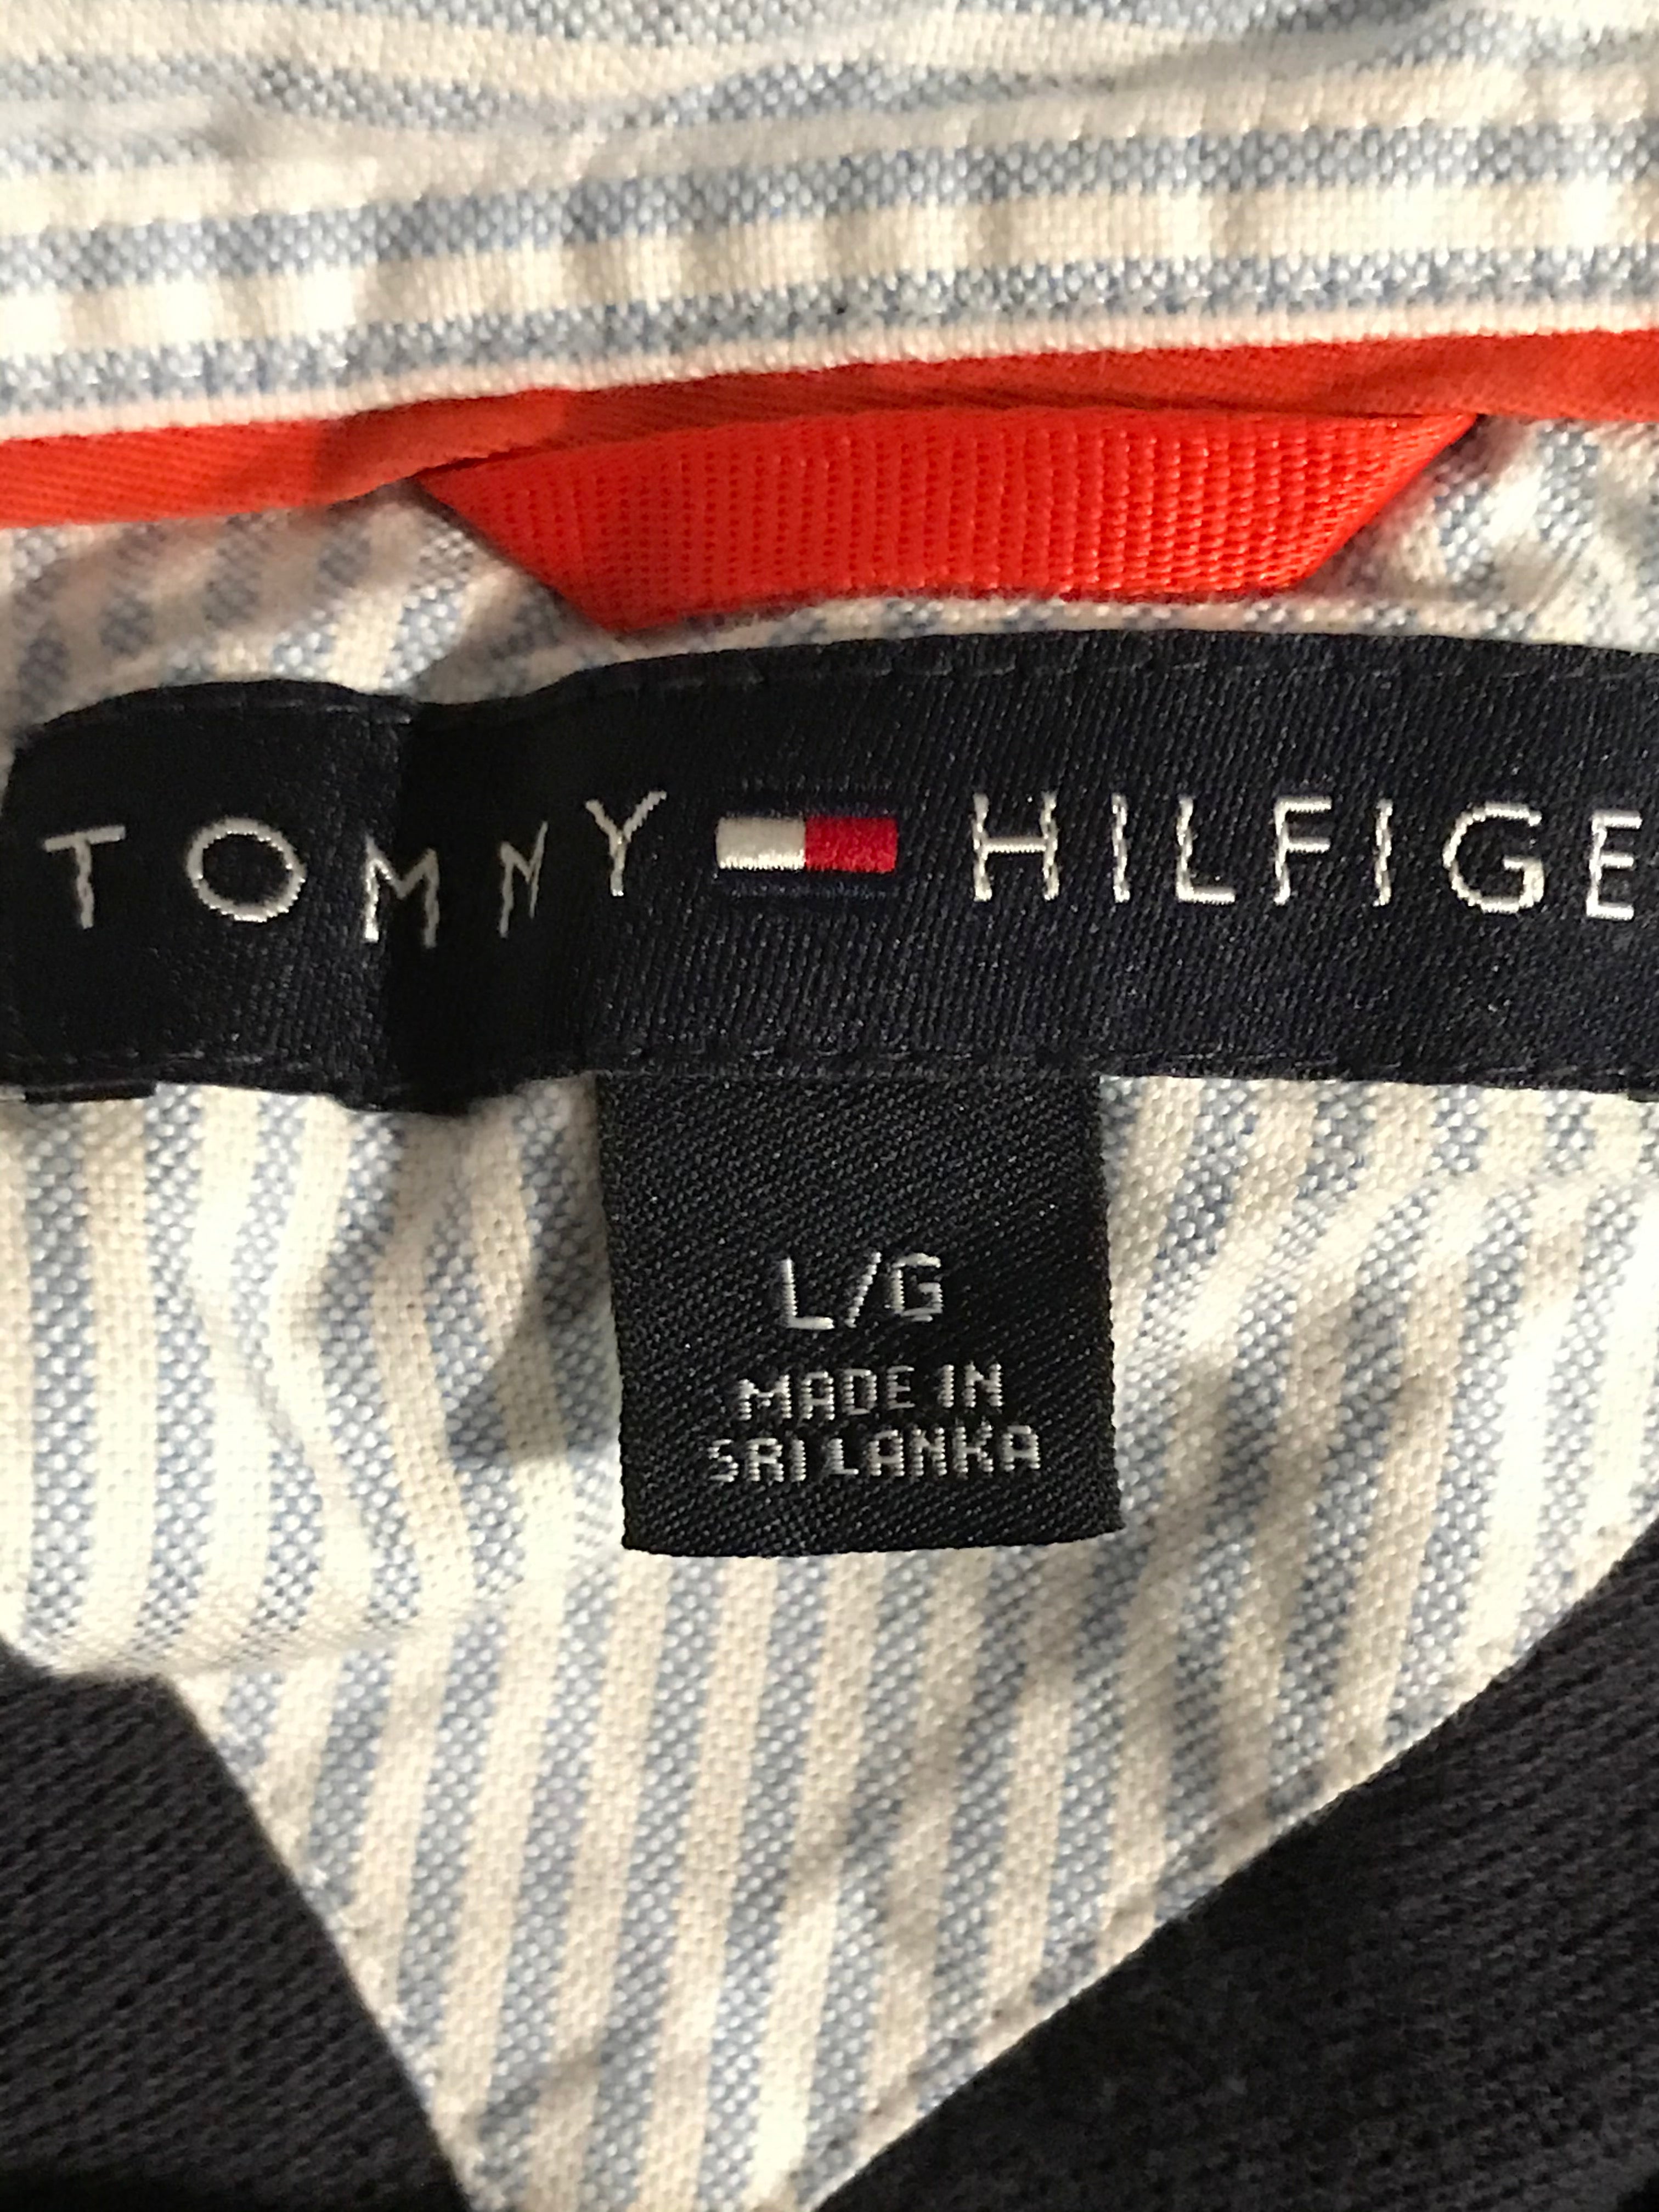 TOMMY HILFIGE
L/G
MADE IN
SRI LANKA